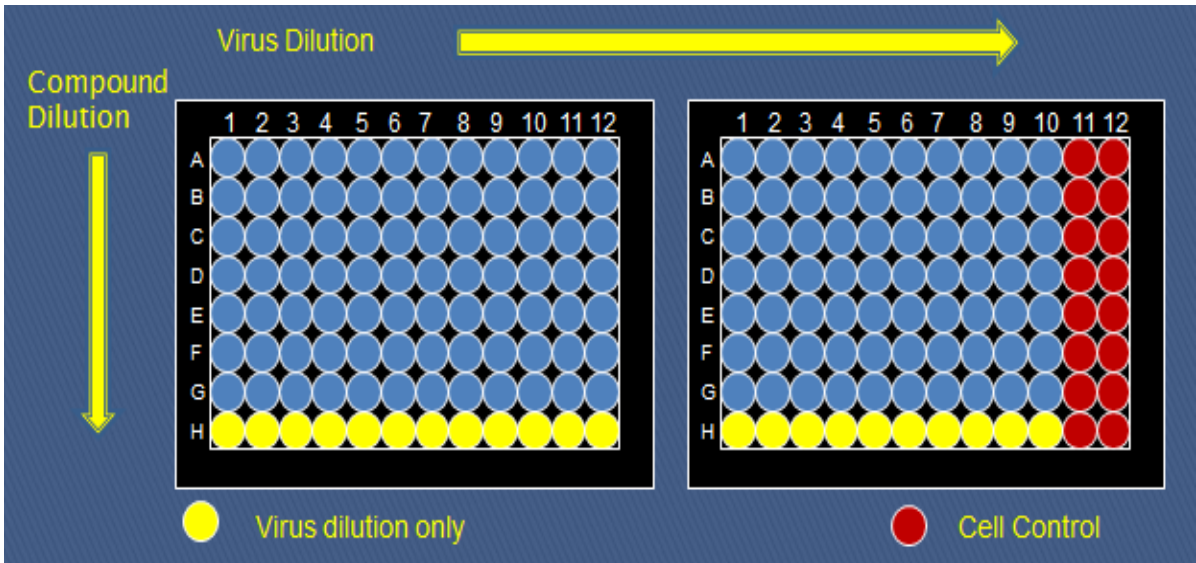 Virus Dilution
Compound
Dilution
1 2 3 4 5 6 7 8 9 10 11 12
A
B
C
D
E
F
G
H
1 2 3 4 5 6 7 8 9 10 11 12
A
B
C
D
E
F
G
H
Virus dilution only
Cell Control